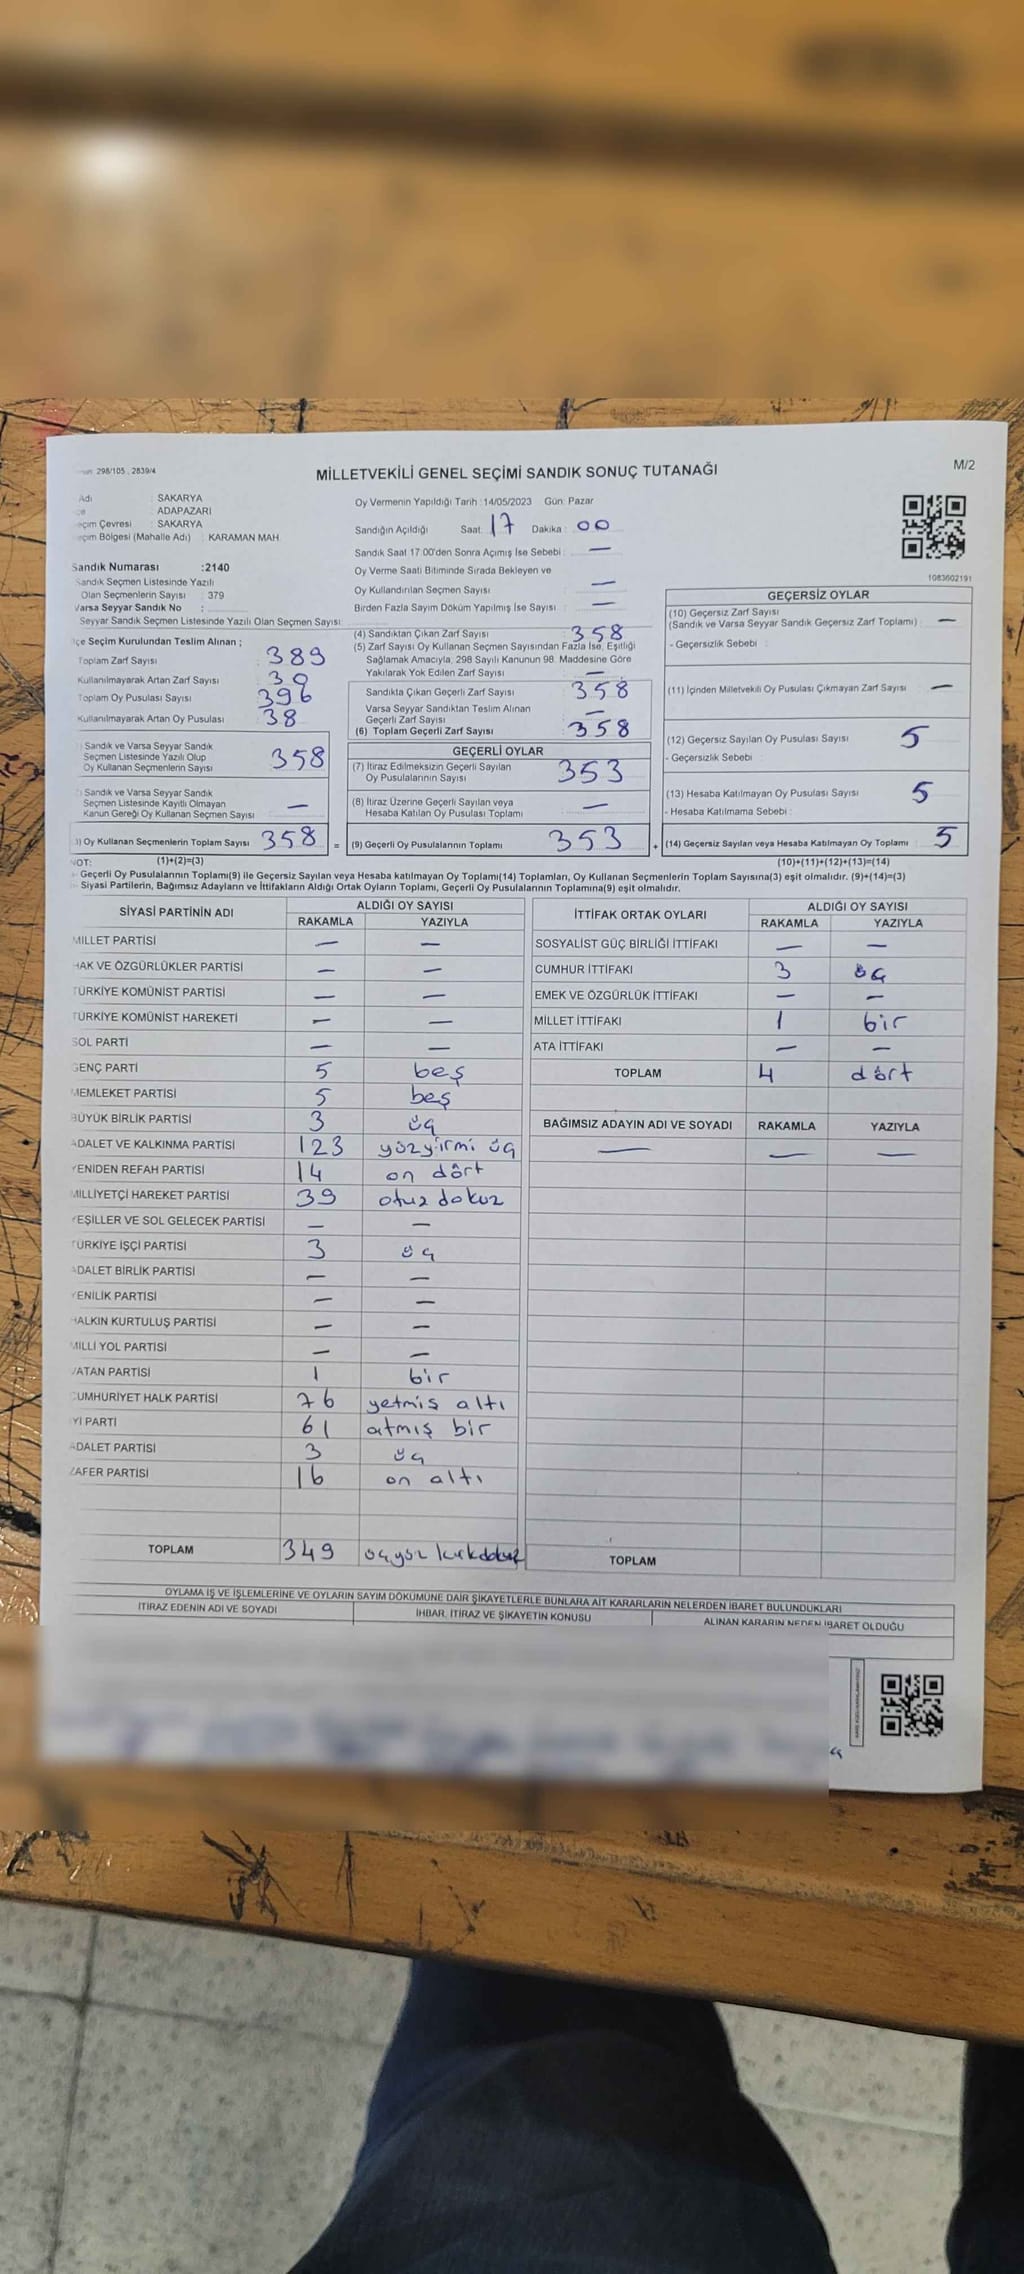 298/105 , 2839/4
MİLLETVEKİLİ GENEL SEÇİMİ SANDIK SONUÇ TUTANAĞI
M/2
Adı : SAKARYA
: ADAPAZARI
Seçim Çevresi : SAKARYA
Seçim Bölgesi (Mahalle Adı) : KARAMAN MAH.
Oy Vermenin Yapıldığı Tarih : 14/05/2023 Gün: Pazar
Sandığın Açıldığı Saat: 17 Dakika : 00
Sandık Saat 17:00'den Sonra Açımış İse Sebebi : —
Oy Verme Saati Bitiminde Sırada Bekleyen ve
Oy Kullandırılan Seçmen Sayısı : —
Birden Fazla Sayım Döküm Yapılmış İse Sayısı : —
1083602191
Sandık Numarası :2140
Sandık Seçmen Listesinde Yazılı
Olan Seçmenlerin Sayısı : 379
Varsa Seyyar Sandık No :
Seyyar Sandık Seçmen Listesinde Yazılı Olan Seçmen Sayısı:
İlçe Seçim Kurulundan Teslim Alınan ;
Toplam Zarf Sayısı : 389
Kullanılmayarak Artan Zarf Sayısı : 30
Toplam Oy Pusulası Sayısı : 396
Kullanılmayarak Artan Oy Pusulası : 38
Sandık ve Varsa Seyyar Sandık
Seçmen Listesinde Yazılı Olup
Oy Kullanan Seçmenlerin Sayısı : 358
Sandık ve Varsa Seyyar Sandık
Seçmen Listesinde Kayıtlı Olmayan
Kanun Gereği Oy Kullanan Seçmen Sayısı : —
) Oy Kullanan Seçmenlerin Toplam Sayısı : 358 =
(1)+(2)=(3)
(4) Sandıktan Çıkan Zarf Sayısı : 358
(5) Zarf Sayısı Oy Kullanan Seçmen Sayısından Fazla İse, Eşitliği
Sağlamak Amacıyla, 298 Sayılı Kanunun 98. Maddesine Göre
Yakılarak Yok Edilen Zarf Sayısı : —
Sandıkta Çıkan Geçerli Zarf Sayısı : 358
Varsa Seyyar Sandıktan Teslim Alınan
Geçerli Zarf Sayısı : —
(6) Toplam Geçerli Zarf Sayısı : 358
GEÇERLİ OYLAR
(7) İtiraz Edilmeksizin Geçerli Sayılan
Oy Pusulalarının Sayısı : 353
(8) İtiraz Üzerine Geçerli Sayılan veya
Hesaba Katılan Oy Pusulası Toplamı : —
(9) Geçerli Oy Pusulalarının Toplamı : 353 +
GEÇERSİZ OYLAR
(10) Geçersiz Zarf Sayısı
(Sandık ve Varsa Seyyar Sandık Geçersiz Zarf Toplamı) : —
- Geçersizlik Sebebi :
(11) İçinden Milletvekili Oy Pusulası Çıkmayan Zarf Sayısı : —
(12) Geçersiz Sayılan Oy Pusulası Sayısı : 5
- Geçersizlik Sebebi :
(13) Hesaba Katılmayan Oy Pusulası Sayısı : 5
- Hesaba Katılmama Sebebi :
(14) Geçersiz Sayılan veya Hesaba Katılmayan Oy Toplamı : 5
(10)+(11)+(12)+(13)=(14)
NOT:
Geçerli Oy Pusulalarının Toplamı(9) ile Geçersiz Sayılan veya Hesaba katılmayan Oy Toplamı(14) Toplamları, Oy Kullanan Seçmenlerin Toplam Sayısına(3) eşit olmalıdır. (9)+(14)=(3)
Siyasi Partilerin, Bağımsız Adayların ve İttifakların Aldığı Ortak Oyların Toplamı, Geçerli Oy Pusulalarının Toplamına(9) eşit olmalıdır.
SİYASİ PARTİNİN ADI ALDIĞI OY SAYISI
RAKAMLA YAZIYLA
MİLLET PARTİSİ — —
HAK VE ÖZGÜRLÜKLER PARTİSİ — —
TÜRKİYE KOMÜNİST PARTİSİ — —
TÜRKİYE KOMÜNİST HAREKETİ — —
SOL PARTİ — —
GENÇ PARTİ 5 beş
MEMLEKET PARTİSİ 5 beş
BÜYÜK BİRLİK PARTİSİ 3 üç
ADALET VE KALKINMA PARTİSİ 123 yüzyirmi üç
YENİDEN REFAH PARTİSİ 14 on dört
MİLLİYETÇİ HAREKET PARTİSİ 39 otuz dokuz
YEŞİLLER VE SOL GELECEK PARTİSİ — —
TÜRKİYE İŞÇİ PARTİSİ 3 üç
ADALET BİRLİK PARTİSİ — —
YENİLİK PARTİSİ — —
HALKIN KURTULUŞ PARTİSİ — —
MİLLİ YOL PARTİSİ — —
VATAN PARTİSİ 1 bir
CUMHURİYET HALK PARTİSİ 76 yetmiş altı
İYİ PARTİ 61 atmış bir
ADALET PARTİSİ 3 üç
ZAFER PARTİSİ 16 on altı
TOPLAM 349 üçyüz kırkdokuz
İTTİFAK ORTAK OYLARI ALDIĞI OY SAYISI
RAKAMLA YAZIYLA
SOSYALİST GÜÇ BİRLİĞİ İTTİFAKI — —
CUMHUR İTTİFAKI 3 üç
EMEK VE ÖZGÜRLÜK İTTİFAKI — —
MİLLET İTTİFAKI 1 bir
ATA İTTİFAKI — —
TOPLAM 4 dört
BAĞIMSIZ ADAYIN ADI VE SOYADI RAKAMLA YAZIYLA
— — —
TOPLAM
OYLAMA İŞ VE İŞLEMLERİNE VE OYLARIN SAYIM DÖKÜMÜNE DAİR ŞİKAYETLERLE BUNLARA AİT KARARLARIN NELERDEN İBARET BULUNDUKLARI
İTİRAZ EDENİN ADI VE SOYADI İHBAR, İTİRAZ VE ŞİKAYETİN KONUSU ALINAN KARARIN NEDEN İBARET OLDUĞU